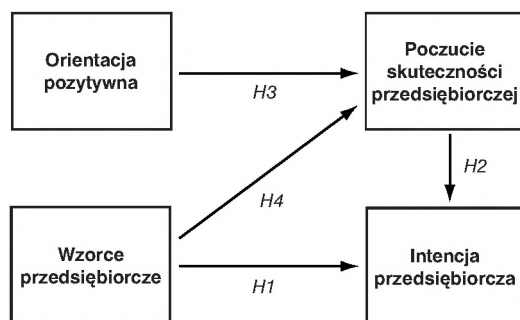 Orientacja
pozytywna
H3
Poczucie
skuteczności
przedsiębiorczej
H4
H2
Wzorce
przedsiębiorcze
H1
Intencja
przedsiębiorcza